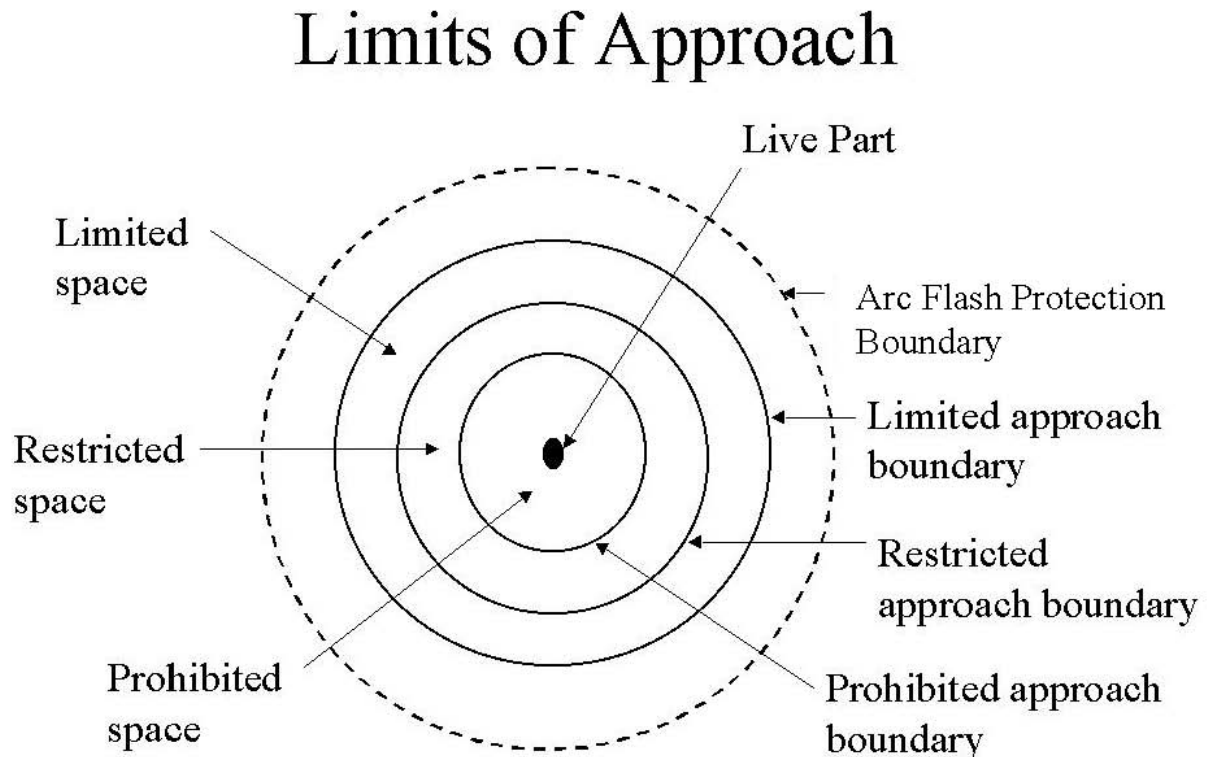 Limits of Approach
Live Part
Limited
space
Arc Flash Protection
Boundary
Limited approach
boundary
Restricted
space
Restricted
approach boundary
Prohibited
space
Prohibited approach
boundary